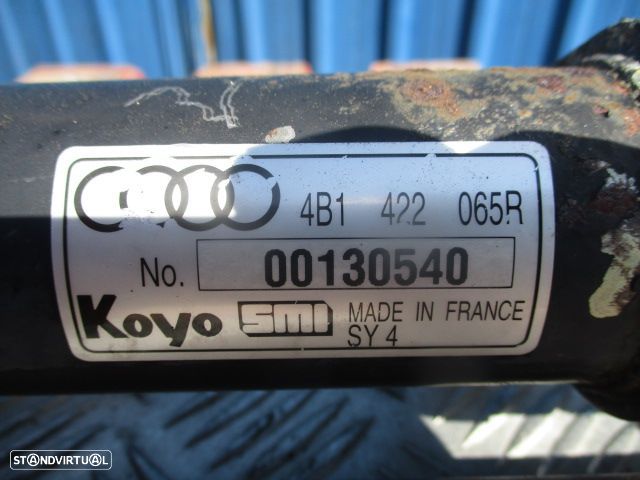 4B1 422 065R
No. 00130540
Koyo SMI MADE IN FRANCE
SY 4
STANDVIRTUAL